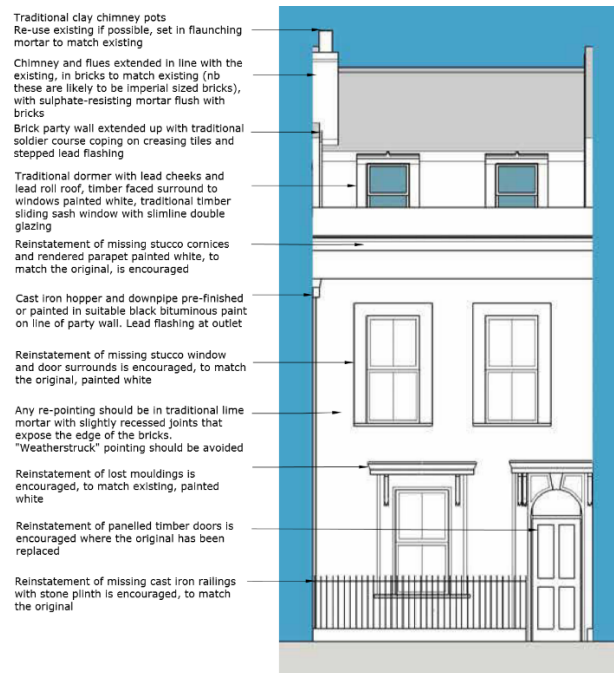 Traditional clay chimney pots
Re-use existing if possible, set in flaunching
mortar to match existing
Chimney and flues extended in line with the
existing, in bricks to match existing (nb
these are likely to be imperial sized bricks),
with sulphate-resisting mortar flush with
bricks
Brick party wall extended up with traditional
soldier course coping on creasing tiles and
stepped lead flashing
Traditional dormer with lead cheeks and
lead roll roof, timber faced surround to
windows painted white, traditional timber
sliding sash window with slimline double
glazing
Reinstatement of missing stucco cornices
and rendered parapet painted white, to
match the original, is encouraged
Cast iron hopper and downpipe pre-finished
or painted in suitable black bituminous paint
on line of party wall. Lead flashing at outlet
Reinstatement of missing stucco window
and door surrounds is encouraged, to match
the original, painted white
Any re-pointing should be in traditional lime
mortar with slightly recessed joints that
expose the edge of the bricks.
"Weatherstruck" pointing should be avoided
Reinstatement of lost mouldings is
encouraged, to match existing, painted
white
Reinstatement of panelled timber doors is
encouraged where the original has been
replaced
Reinstatement of missing cast iron railings
with stone plinth is encouraged, to match
the original